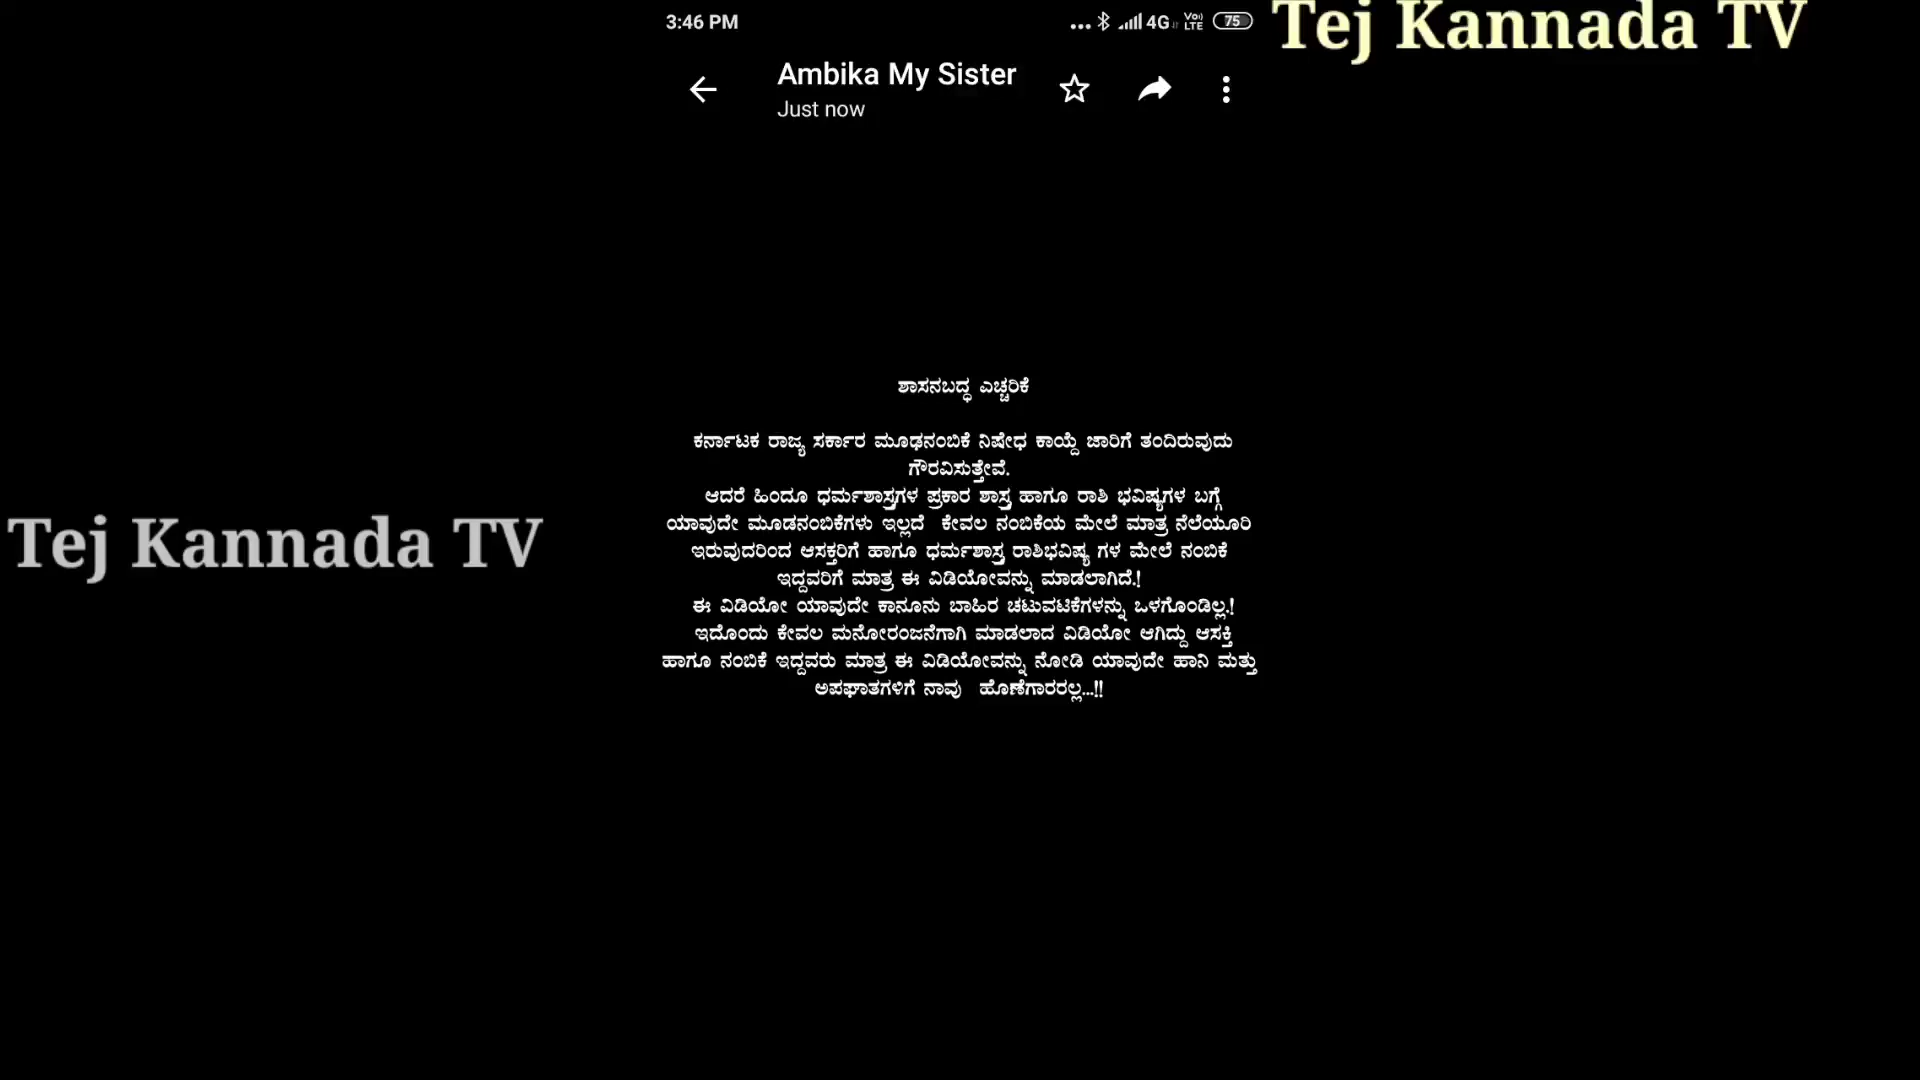 3:46 PM
4G
VoLTE
75
Tej Kannada TV
Ambika My Sister
Just now
ಶಾಸನಬದ್ಧ ಎಚ್ಚರಿಕೆ
ಕರ್ನಾಟಕ ರಾಜ್ಯ ಸರ್ಕಾರ ಮೂಢನಂಬಿಕೆ ನಿಷೇಧ ಕಾಯ್ದೆ ಜಾರಿಗೆ ತಂದಿರುವುದು
ಗೌರವಿಸುತ್ತೇವೆ.
ಆದರೆ ಹಿಂದೂ ಧರ್ಮಶಾಸ್ತ್ರಗಳ ಪ್ರಕಾರ ಶಾಸ್ತ್ರ ಹಾಗೂ ರಾಶಿ ಭವಿಷ್ಯಗಳ ಬಗ್ಗೆ
ಯಾವುದೇ ಮೂಡನಂಬಿಕೆಗಳು ಇಲ್ಲದೆ ಕೇವಲ ನಂಬಿಕೆಯ ಮೇಲೆ ಮಾತ್ರ ನೆಲೆಯೂರಿ
ಇರುವುದರಿಂದ ಆಸಕ್ತರಿಗೆ ಹಾಗೂ ಧರ್ಮಶಾಸ್ತ್ರ ರಾಶಿಭವಿಷ್ಯ ಗಳ ಮೇಲೆ ನಂಬಿಕೆ
ಇದ್ದವರಿಗೆ ಮಾತ್ರ ಈ ವಿಡಿಯೋವನ್ನು ಮಾಡಲಾಗಿದೆ.!
ಈ ವಿಡಿಯೋ ಯಾವುದೇ ಕಾನೂನು ಬಾಹಿರ ಚಟುವಟಿಕೆಗಳನ್ನು ಒಳಗೊಂಡಿಲ್ಲ.!
ಇದೊಂದು ಕೇವಲ ಮನೋರಂಜನೆಗಾಗಿ ಮಾಡಲಾದ ವಿಡಿಯೋ ಆಗಿದ್ದು ಆಸಕ್ತಿ
ಹಾಗೂ ನಂಬಿಕೆ ಇದ್ದವರು ಮಾತ್ರ ಈ ವಿಡಿಯೋವನ್ನು ನೋಡಿ ಯಾವುದೇ ಹಾನಿ ಮತ್ತು
ಅಪಘಾತಗಳಿಗೆ ನಾವು ಹೊಣೆಗಾರರಲ್ಲ...!!
Tej Kannada TV